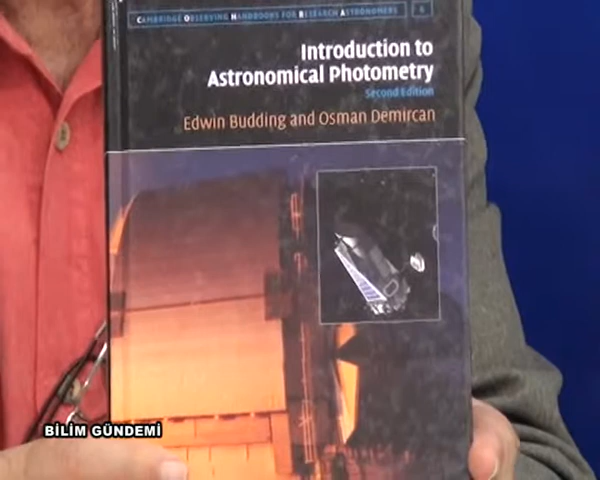 CAMBRIDGE OBSERVING HANDBOOKS FOR RESEARCH ASTRONOMERS 6
Introduction to
Astronomical Photometry
Second Edition
Edwin Budding and Osman Demircan
BİLİM GÜNDEMİ